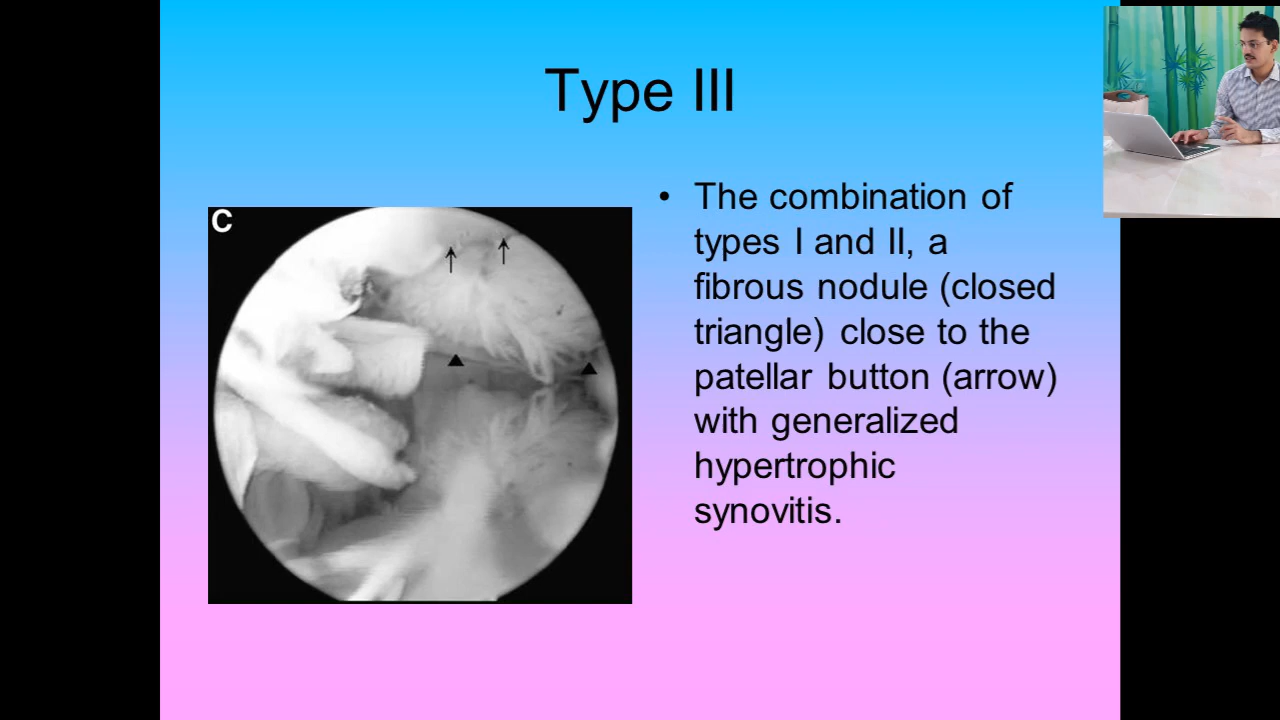 Type III
C
• The combination of
types I and II, a
fibrous nodule (closed
triangle) close to the
patellar button (arrow)
with generalized
hypertrophic
synovitis.